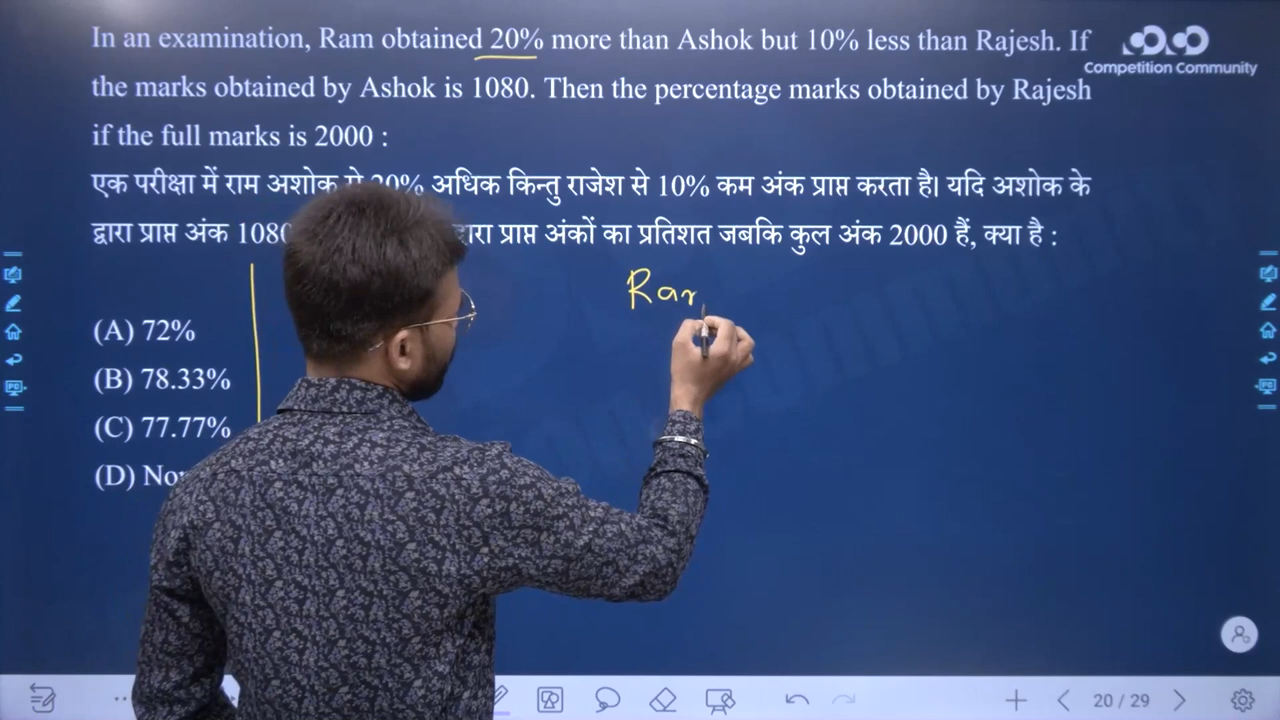 In an examination, Ram obtained 20% more than Ashok but 10% less than Rajesh. If
the marks obtained by Ashok is 1080. Then the percentage marks obtained by Rajesh
if the full marks is 2000 :
Competition Community
एक परीक्षा में राम अशोक से 20% अधिक किन्तु राजेश से 10% कम अंक प्राप्त करता है। यदि अशोक के
द्वारा प्राप्त अंक 1080 द्वारा प्राप्त अंकों का प्रतिशत जबकि कुल अंक 2000 हैं, क्या है :
Ram
(A) 72%
(B) 78.33%
(C) 77.77%
(D)
20 / 29